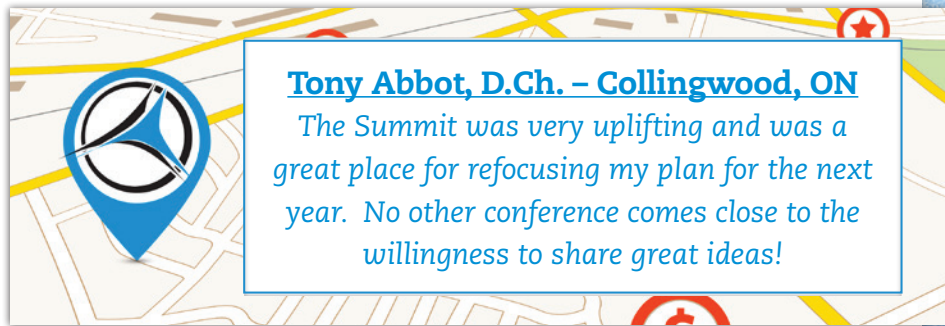 Tony Abbot, D.Ch. – Collingwood, ON
The Summit was very uplifting and was a
great place for refocusing my plan for the next
year.  No other conference comes close to the
willingness to share great ideas!
$